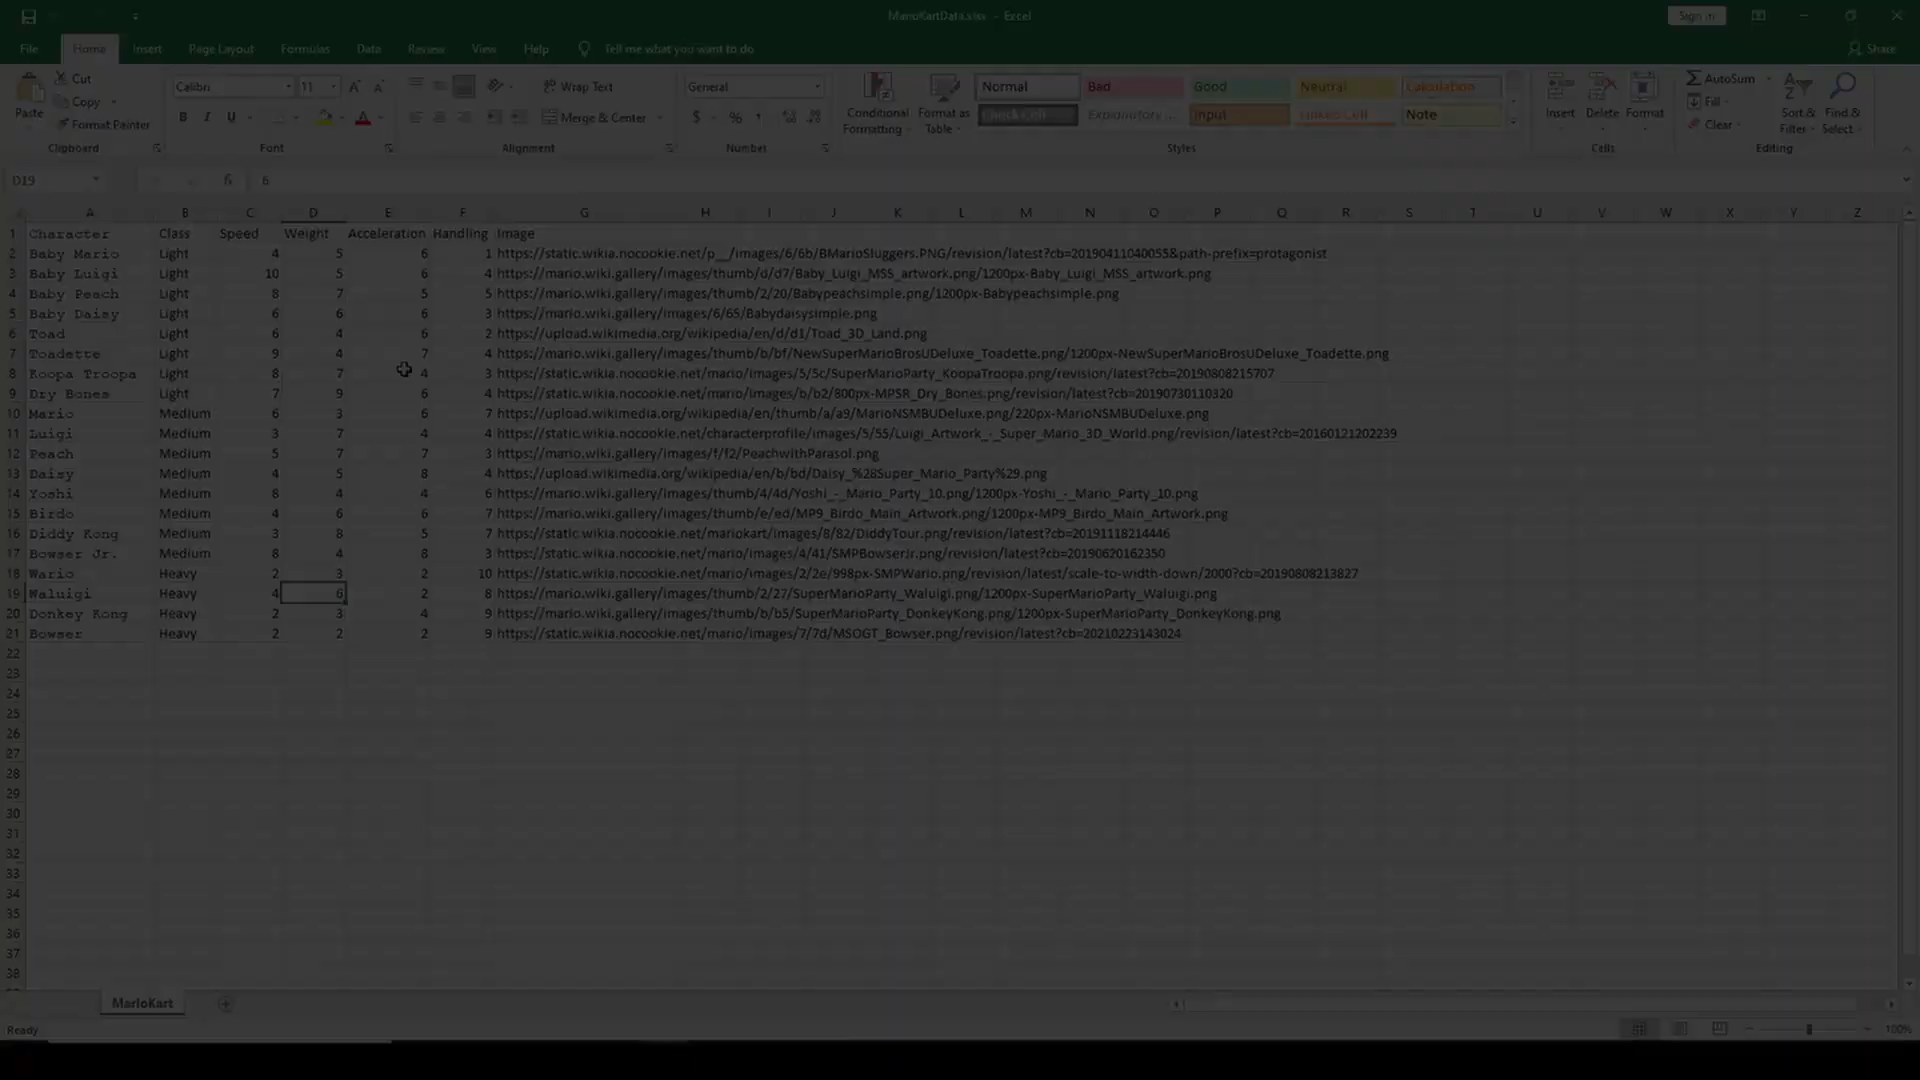 MarioKartData.xlsx - Excel
Sign in
File Home Insert Page Layout Formulas Data Review View Help Tell me what you want to do Share
Paste Cut Copy Format Painter Clipboard
Calibri 11 B I U Font
Wrap Text Merge & Center Alignment
General $ % , Number
Conditional Formatting Format as Table
Normal Bad Good Neutral Calculation
Check Cell Explanatory ... Input Linked Cell Note
Styles
Insert Delete Format Cells
AutoSum Fill Clear Sort & Filter Find & Select Editing
D19 fx 6
A B C D E F G H I J K L M N O P Q R S T U V W X Y Z
1 Character Class Speed Weight Acceleration Handling Image
2 Baby Mario Light 4 5 6 1 https://static.wikia.nocookie.net/p__/images/6/6b/BMarioSluggers.PNG/revision/latest?cb=20190411040055&path-prefix=protagonist
3 Baby Luigi Light 10 5 6 4 https://mario.wiki.gallery/images/thumb/d/d7/Baby_Luigi_MSS_artwork.png/1200px-Baby_Luigi_MSS_artwork.png
4 Baby Peach Light 8 7 5 5 https://mario.wiki.gallery/images/thumb/2/20/Babypeachsimple.png/1200px-Babypeachsimple.png
5 Baby Daisy Light 6 6 6 3 https://mario.wiki.gallery/images/6/65/Babydaisysimple.png
6 Toad Light 6 4 6 2 https://upload.wikimedia.org/wikipedia/en/d/d1/Toad_3D_Land.png
7 Toadette Light 9 4 7 4 https://mario.wiki.gallery/images/thumb/b/bf/NewSuperMarioBrosUDeluxe_Toadette.png/1200px-NewSuperMarioBrosUDeluxe_Toadette.png
8 Koopa Troopa Light 8 7 4 3 https://static.wikia.nocookie.net/mario/images/5/5c/SuperMarioParty_KoopaTroopa.png/revision/latest?cb=20190808215707
9 Dry Bones Light 7 9 6 4 https://static.wikia.nocookie.net/mario/images/b/b2/800px-MPSR_Dry_Bones.png/revision/latest?cb=20190730110320
10 Mario Medium 6 3 6 7 https://upload.wikimedia.org/wikipedia/en/thumb/a/a9/MarioNSMBUDeluxe.png/220px-MarioNSMBUDeluxe.png
11 Luigi Medium 3 7 4 4 https://static.wikia.nocookie.net/characterprofile/images/5/55/Luigi_Artwork_-_Super_Mario_3D_World.png/revision/latest?cb=20160121202239
12 Peach Medium 5 7 7 3 https://mario.wiki.gallery/images/f/f2/PeachwithParasol.png
13 Daisy Medium 4 5 8 4 https://upload.wikimedia.org/wikipedia/en/b/bd/Daisy_%28Super_Mario_Party%29.png
14 Yoshi Medium 8 4 4 6 https://mario.wiki.gallery/images/thumb/4/4d/Yoshi_-_Mario_Party_10.png/1200px-Yoshi_-_Mario_Party_10.png
15 Birdo Medium 4 6 6 7 https://mario.wiki.gallery/images/thumb/e/ed/MP9_Birdo_Main_Artwork.png/1200px-MP9_Birdo_Main_Artwork.png
16 Diddy Kong Medium 3 8 5 7 https://static.wikia.nocookie.net/mariokart/images/8/82/DiddyTour.png/revision/latest?cb=20191118214446
17 Bowser Jr. Medium 8 4 8 3 https://static.wikia.nocookie.net/mario/images/4/41/SMPBowserJr.png/revision/latest?cb=20190620162350
18 Wario Heavy 2 3 2 10 https://static.wikia.nocookie.net/mario/images/2/2e/998px-SMPWario.png/revision/latest/scale-to-width-down/2000?cb=20190808213827
19 Waluigi Heavy 4 6 2 8 https://mario.wiki.gallery/images/thumb/2/27/SuperMarioParty_Waluigi.png/1200px-SuperMarioParty_Waluigi.png
20 Donkey Kong Heavy 2 3 4 9 https://mario.wiki.gallery/images/thumb/b/b5/SuperMarioParty_DonkeyKong.png/1200px-SuperMarioParty_DonkeyKong.png
21 Bowser Heavy 2 2 2 9 https://static.wikia.nocookie.net/mario/images/7/7d/MSOGT_Bowser.png/revision/latest?cb=20210223143024
22
23
24
25
26
27
28
29
30
31
32
33
34
35
36
37
38
MarioKart
Ready 100%